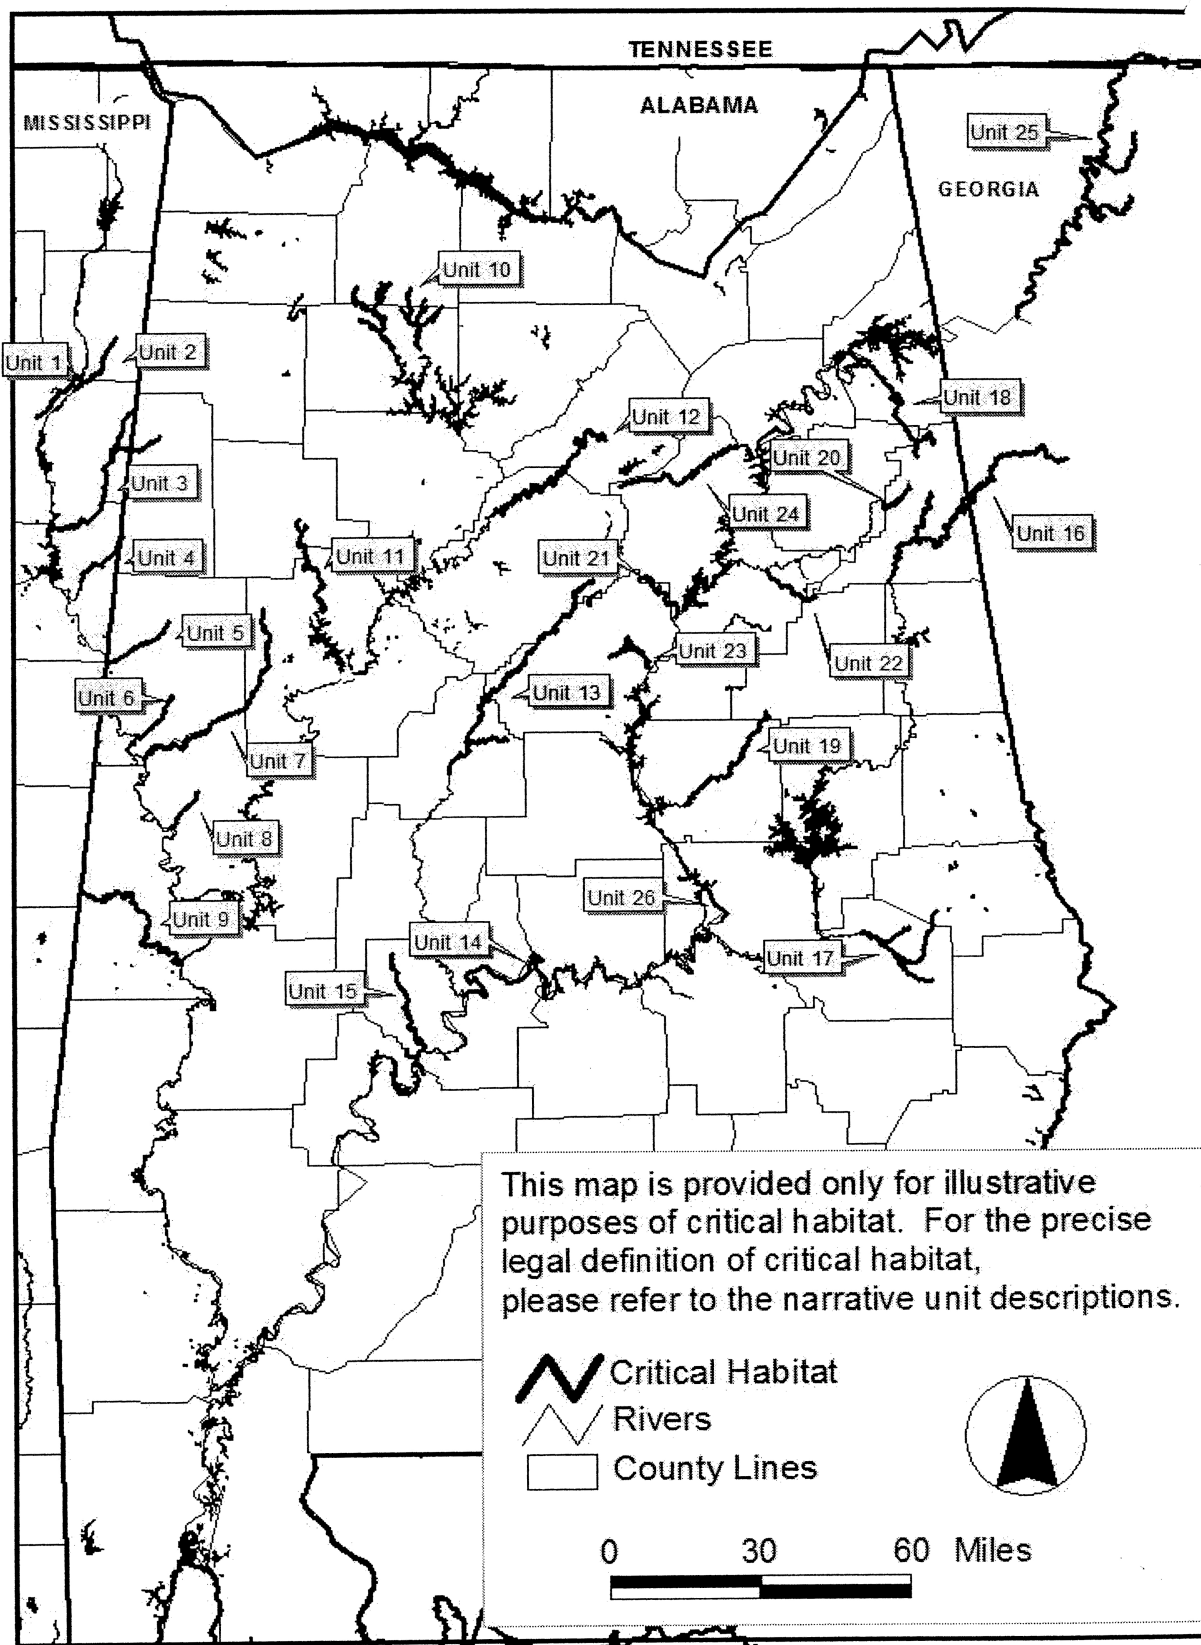 TENNESSEE
ALABAMA
MISSISSIPPI
Unit 25
GEORGIA
Unit 10
Unit 1
Unit 2
Unit 18
Unit 12
Unit 20
Unit 3
Unit 24
Unit 16
Unit 4
Unit 11
Unit 21
Unit 5
Unit 23
Unit 22
Unit 6
Unit 13
Unit 19
Unit 7
Unit 8
Unit 26
Unit 9
Unit 14
Unit 17
Unit 15
This map is provided only for illustrative
purposes of critical habitat. For the precise
legal definition of critical habitat,
please refer to the narrative unit descriptions.
Critical Habitat
Rivers
County Lines
0 30 60 Miles